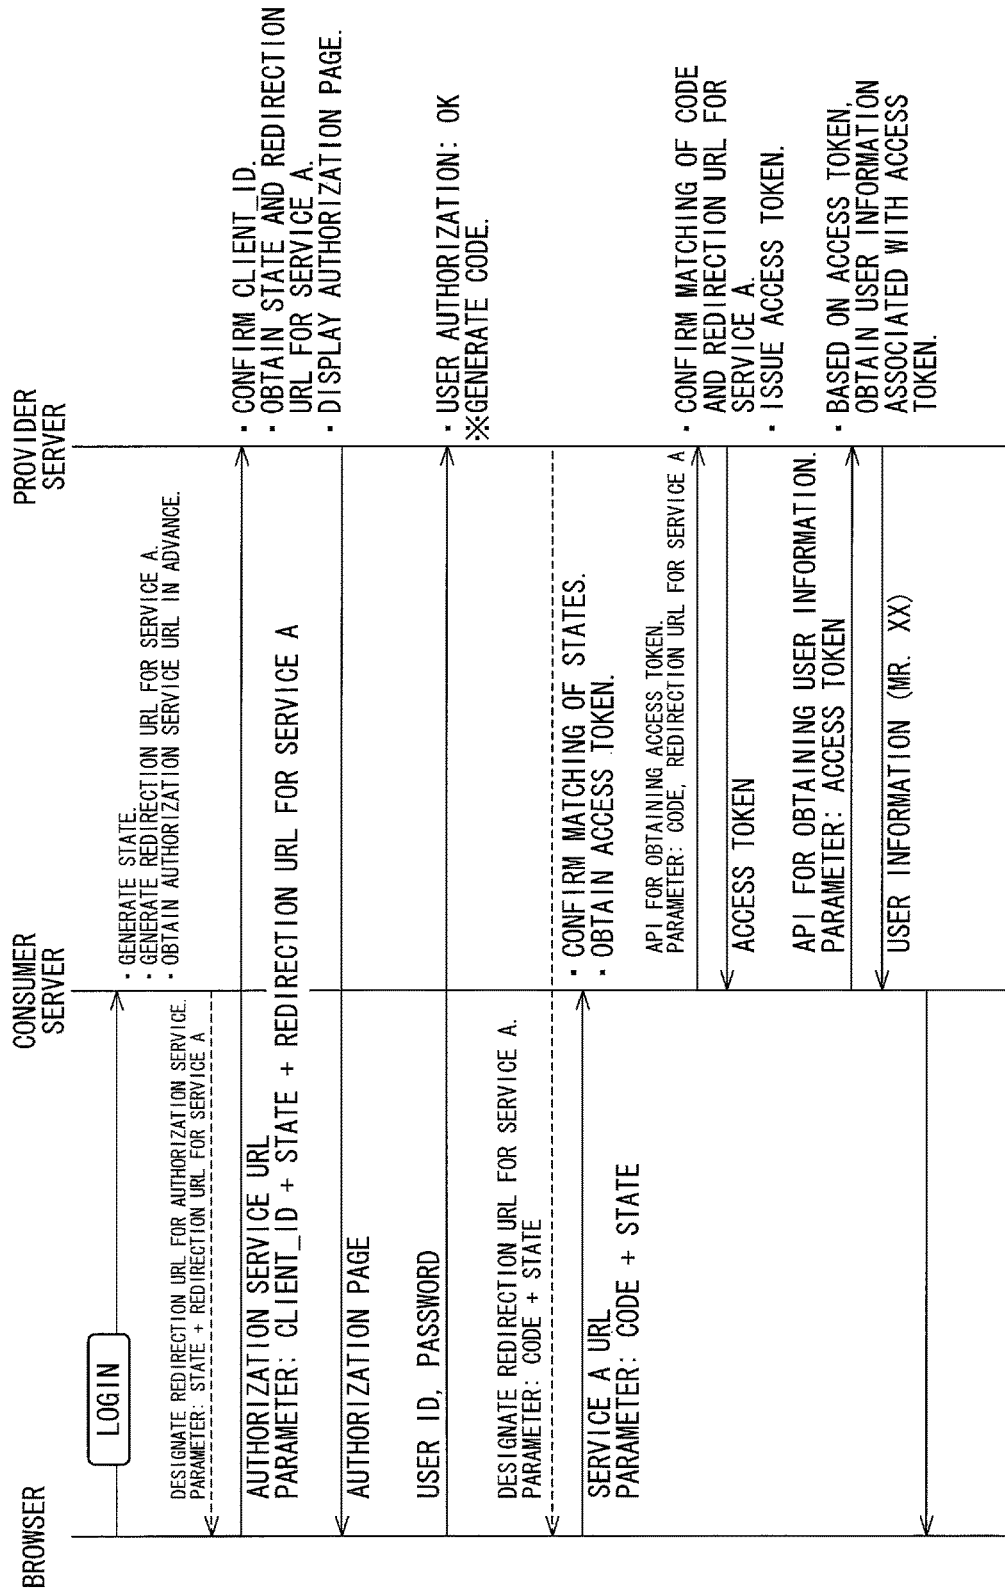 BROWSER
CONSUMER
SERVER
PROVIDER
SERVER
LOGIN
· GENERATE STATE.
· GENERATE REDIRECTION URL FOR SERVICE A.
· OBTAIN AUTHORIZATION SERVICE URL IN ADVANCE.
DESIGNATE REDIRECTION URL FOR AUTHORIZATION SERVICE.
PARAMETER: STATE + REDIRECTION URL FOR SERVICE A
AUTHORIZATION SERVICE URL
PARAMETER: CLIENT_ID + STATE + REDIRECTION URL FOR SERVICE A
· CONFIRM CLIENT_ID.
· OBTAIN STATE AND REDIRECTION
URL FOR SERVICE A.
· DISPLAY AUTHORIZATION PAGE.
AUTHORIZATION PAGE
USER ID, PASSWORD
· USER AUTHORIZATION: OK
·※GENERATE CODE.
DESIGNATE REDIRECTION URL FOR SERVICE A.
PARAMETER: CODE + STATE
SERVICE A URL
PARAMETER: CODE + STATE
· CONFIRM MATCHING OF STATES.
· OBTAIN ACCESS TOKEN.
API FOR OBTAINING ACCESS TOKEN.
PARAMETER: CODE, REDIRECTION URL FOR SERVICE A
· CONFIRM MATCHING OF CODE
AND REDIRECTION URL FOR
SERVICE A.
· ISSUE ACCESS TOKEN.
ACCESS TOKEN
API FOR OBTAINING USER INFORMATION.
PARAMETER: ACCESS TOKEN
· BASED ON ACCESS TOKEN,
OBTAIN USER INFORMATION
ASSOCIATED WITH ACCESS
TOKEN.
USER INFORMATION (MR. XX)